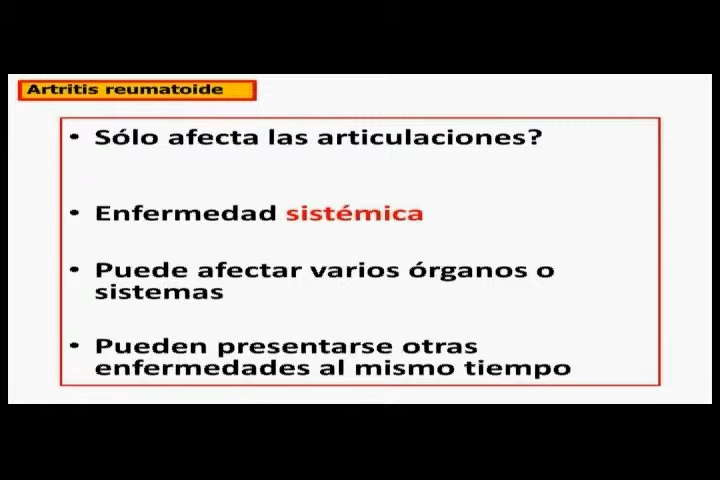 Artritis reumatoide
• Sólo afecta las articulaciones?
• Enfermedad sistémica
• Puede afectar varios órganos o
sistemas
• Pueden presentarse otras
enfermedades al mismo tiempo